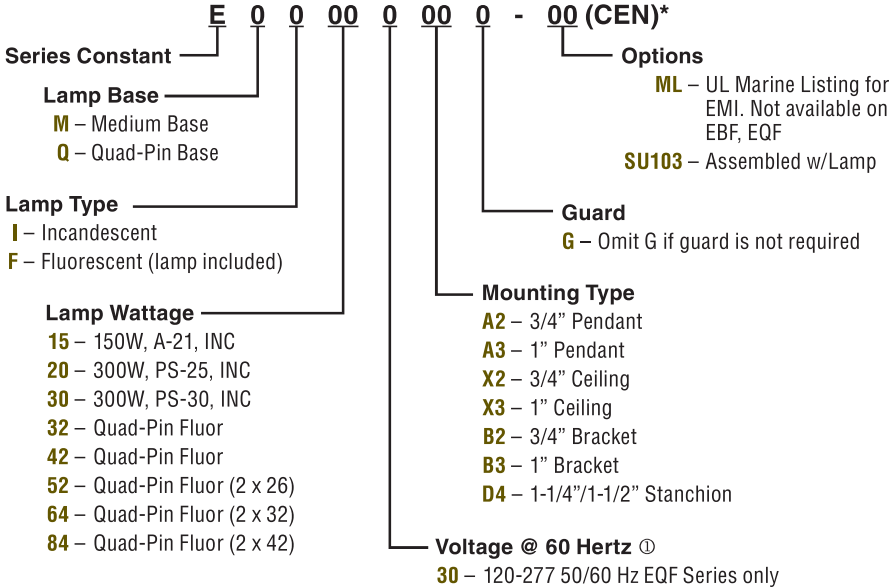 E 0 0 00 0 00 0 - 00 (CEN)*
Series Constant
Lamp Base
M – Medium Base
Q – Quad-Pin Base
Lamp Type
I – Incandescent
F – Fluorescent (lamp included)
Lamp Wattage
15 – 150W, A-21, INC
20 – 300W, PS-25, INC
30 – 300W, PS-30, INC
32 – Quad-Pin Fluor
42 – Quad-Pin Fluor
52 – Quad-Pin Fluor (2 x 26)
64 – Quad-Pin Fluor (2 x 32)
84 – Quad-Pin Fluor (2 x 42)
Options
ML – UL Marine Listing for
EMI. Not available on
EBF, EQF
SU103 – Assembled w/Lamp
Guard
G – Omit G if guard is not required
Mounting Type
A2 – 3/4” Pendant
A3 – 1” Pendant
X2 – 3/4” Ceiling
X3 – 1” Ceiling
B2 – 3/4” Bracket
B3 – 1” Bracket
D4 – 1-1/4”/1-1/2” Stanchion
Voltage @ 60 Hertz ①
30 – 120-277 50/60 Hz EQF Series only